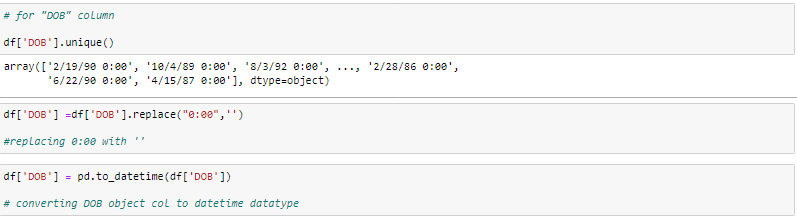 # for "DOB" column
df['DOB'].unique()
array(['2/19/90 0:00', '10/4/89 0:00', '8/3/92 0:00', ..., '2/28/86 0:00',
'6/22/90 0:00', '4/15/87 0:00'], dtype=object)
df['DOB'] =df['DOB'].replace("0:00",'')
#replacing 0:00 with ''
df['DOB'] = pd.to_datetime(df['DOB'])
# converting DOB object col to datetime datatype